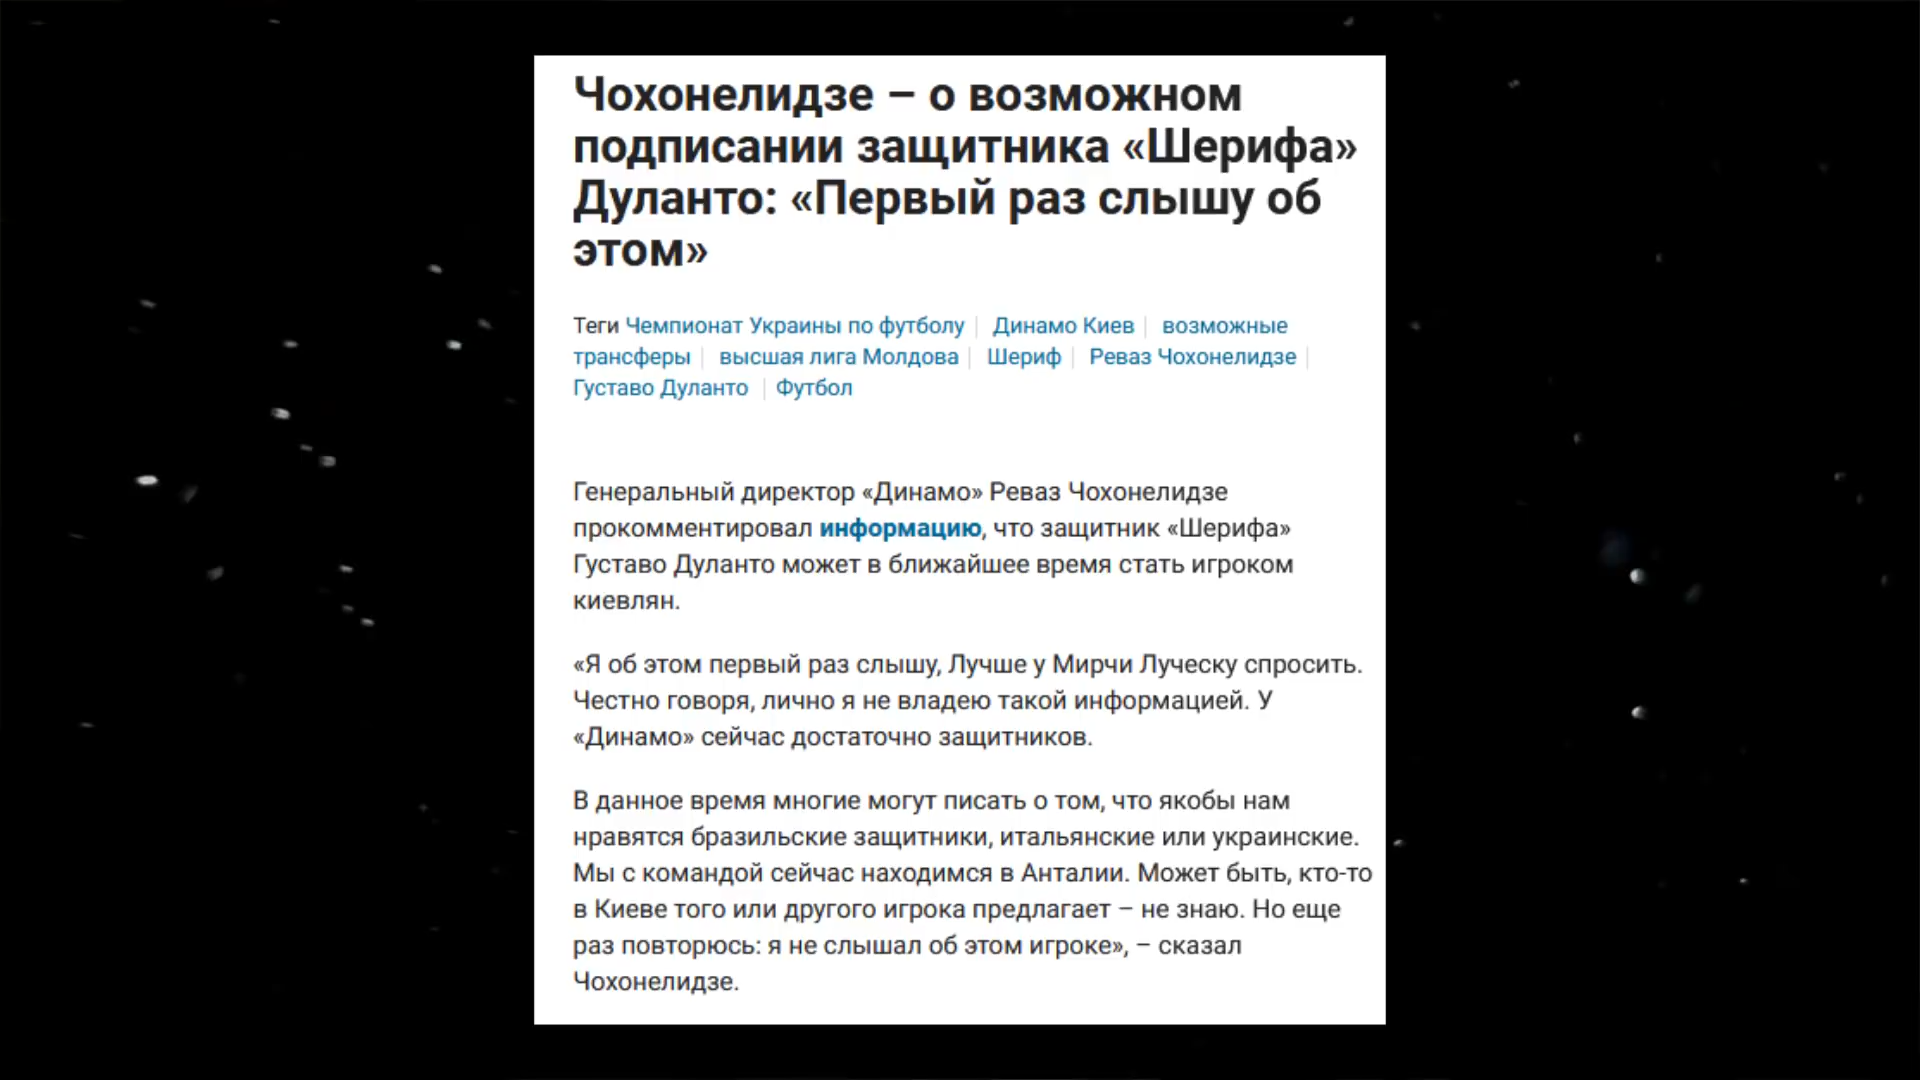 Чохонелидзе – о возможном
подписании защитника «Шерифа»
Дуланто: «Первый раз слышу об
этом»
Теги Чемпионат Украины по футболу | Динамо Киев | возможные
трансферы | высшая лига Молдова | Шериф | Реваз Чохонелидзе |
Густаво Дуланто | Футбол
Генеральный директор «Динамо» Реваз Чохонелидзе
прокомментировал информацию, что защитник «Шерифа»
Густаво Дуланто может в ближайшее время стать игроком
киевлян.
«Я об этом первый раз слышу, Лучше у Мирчи Луческу спросить.
Честно говоря, лично я не владею такой информацией. У
«Динамо» сейчас достаточно защитников.
В данное время многие могут писать о том, что якобы нам
нравятся бразильские защитники, итальянские или украинские.
Мы с командой сейчас находимся в Анталии. Может быть, кто-то
в Киеве того или другого игрока предлагает – не знаю. Но еще
раз повторюсь: я не слышал об этом игроке», – сказал
Чохонелидзе.